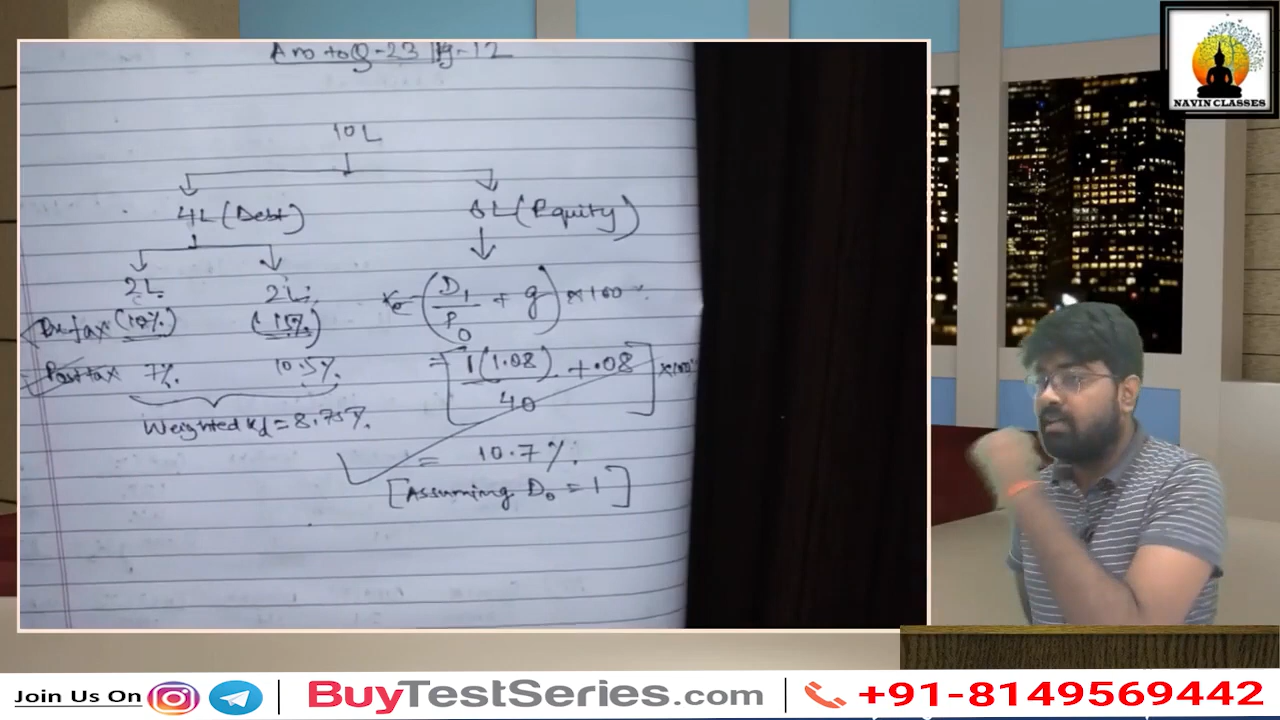 Ans to Q-23 Pg-12
10L
4L (Debt)
6L (Equity)
2L
2L
Pre tax (10%) (15%)
Post tax 7% 10.5%
Weighted Kd = 8.75%
Ke = (D1/P0 + g) × 100
= [1(1.08)/40 + .08] × 100
= 10.7%
[Assuming D0 = 1]
NAVIN CLASSES
Join Us On
BuyTestSeries.com
+91-8149569442